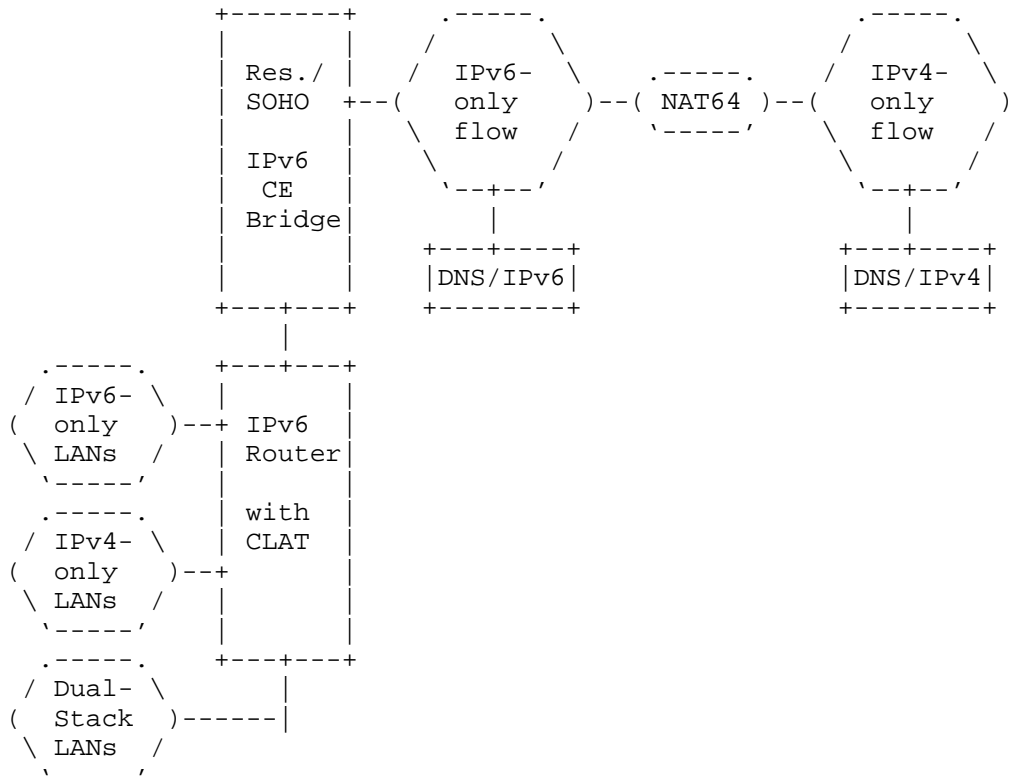 Res./
SOHO
IPv6
CE
Bridge
IPv6-
only
flow
NAT64
IPv4-
only
flow
DNS/IPv6
DNS/IPv4
IPv6-
only
LANs
IPv6
Router
with
CLAT
IPv4-
only
LANs
Dual-
Stack
LANs